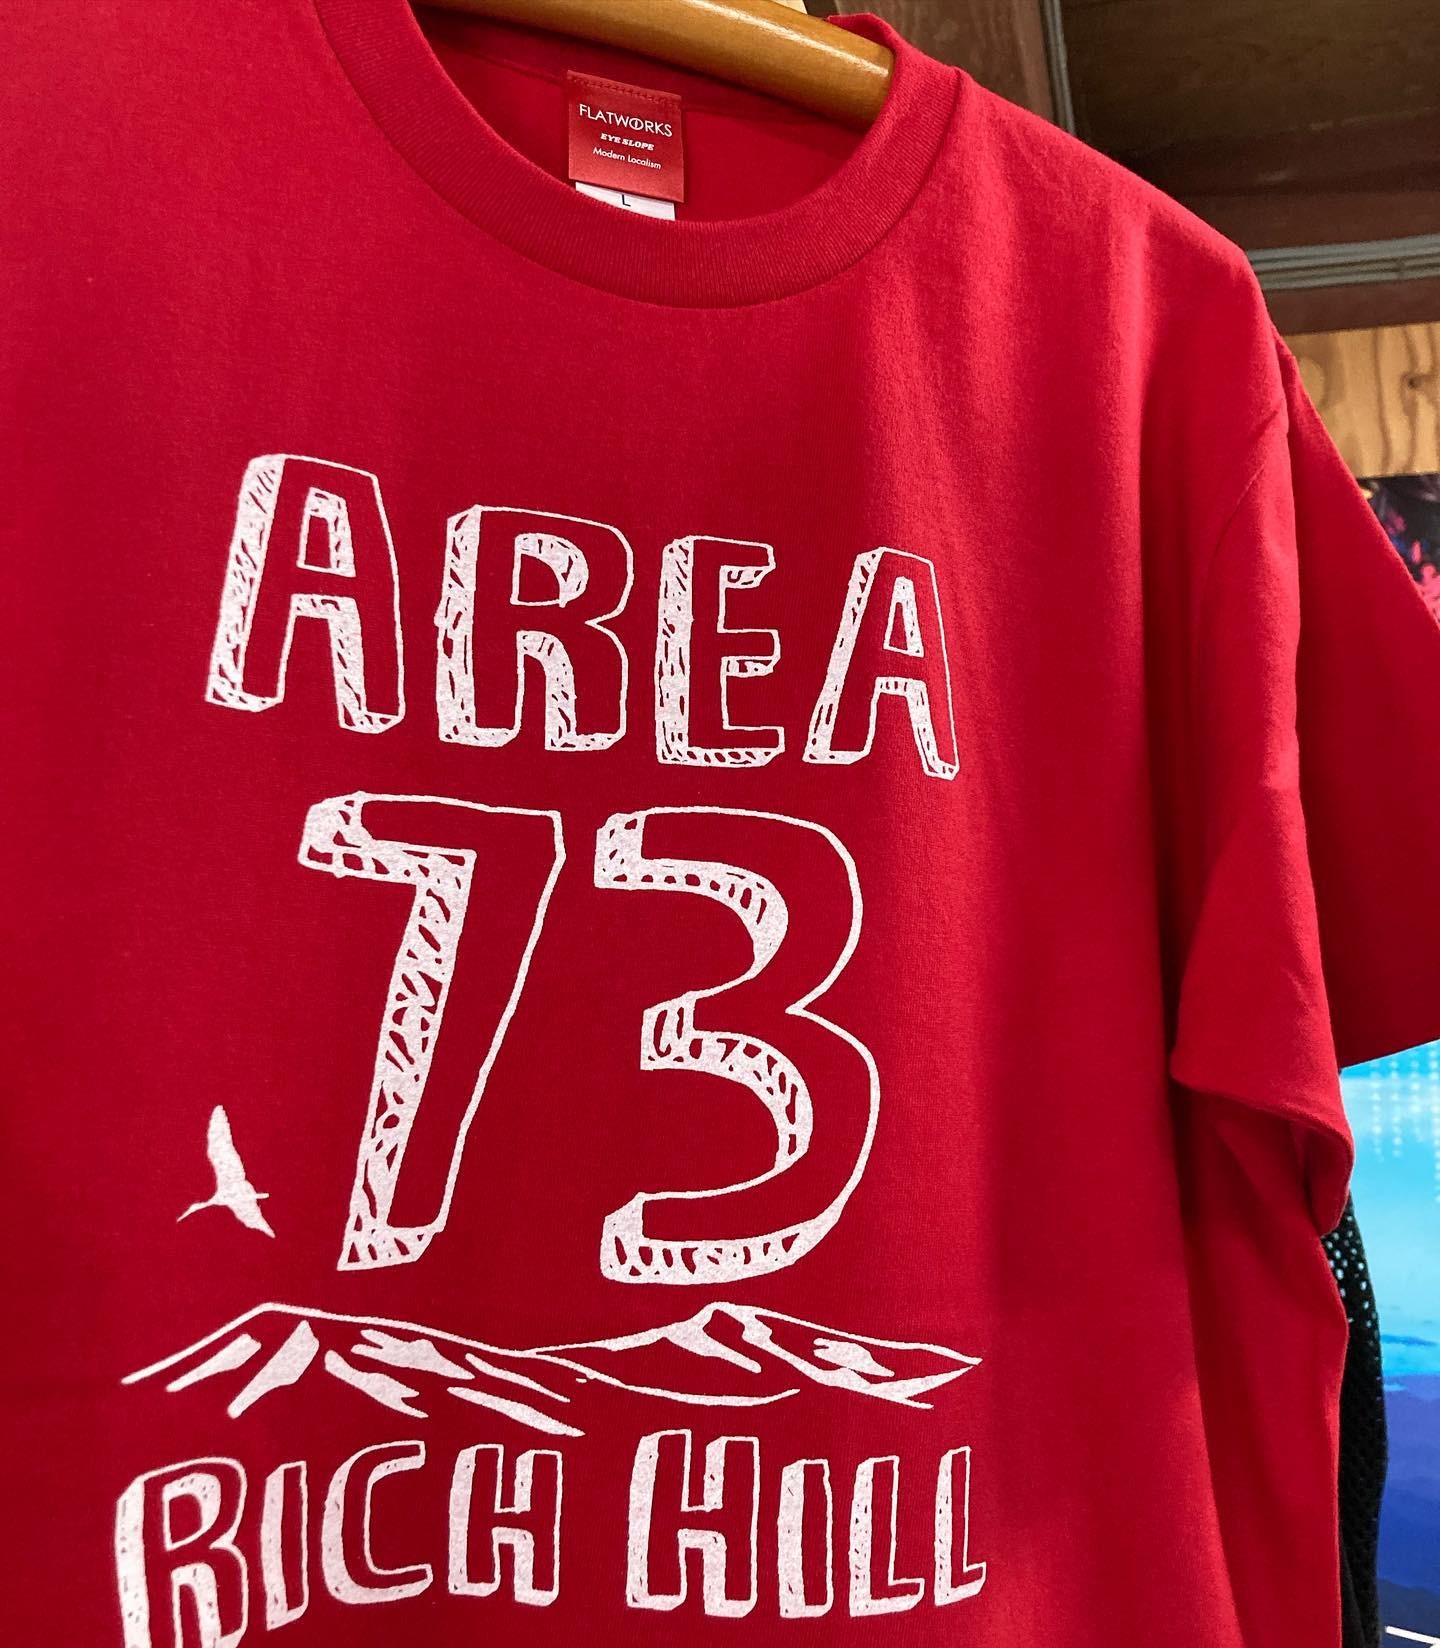 FLATWORKS
EYE SLOPE
Modern Localism
L
AREA
73
RICH HILL